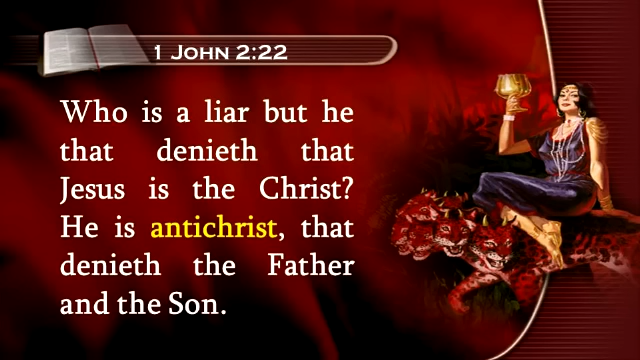 1 John 2:22
Who is a liar but he
that denieth that
Jesus is the Christ?
He is antichrist, that
denieth the Father
and the Son.